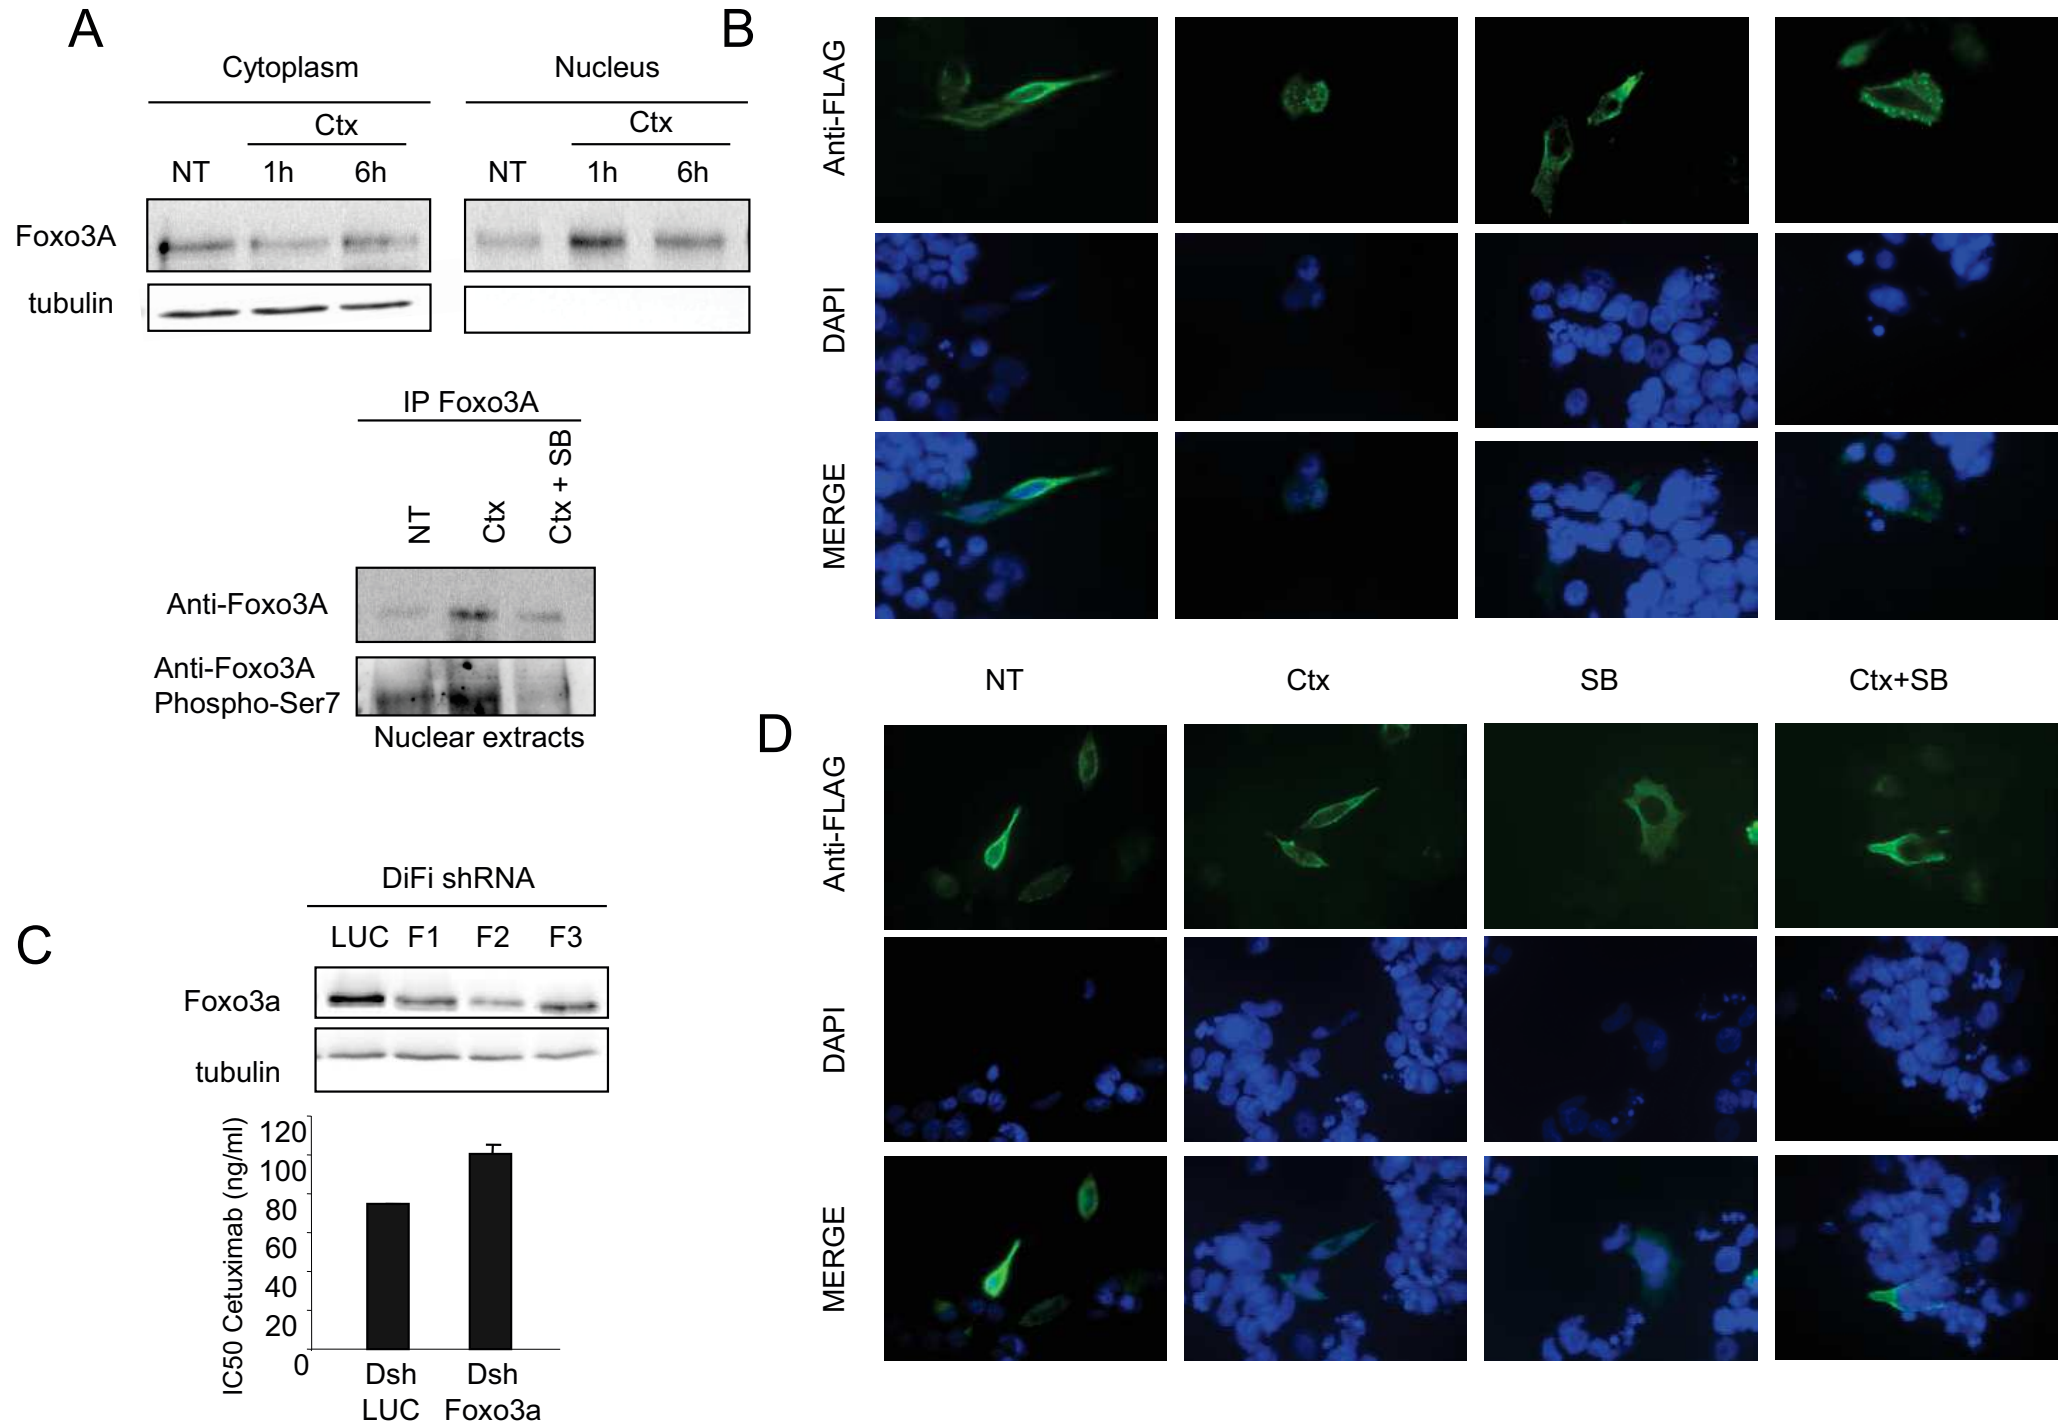 A
Cytoplasm
Nucleus
Ctx
Ctx
NT
1h
6h
NT
1h
6h
Foxo3A
tubulin
IP Foxo3A
NT
Ctx
Ctx + SB
Anti-Foxo3A
Anti-Foxo3A
Phospho-Ser7
Nuclear extracts
B
Anti-FLAG
DAPI
MERGE
NT
Ctx
SB
Ctx+SB
C
DiFi shRNA
LUC
F1
F2
F3
Foxo3a
tubulin
IC50 Cetuximab (ng/ml)
120
100
80
60
40
20
0
Dsh
LUC
Dsh
Foxo3a
D
Anti-FLAG
DAPI
MERGE